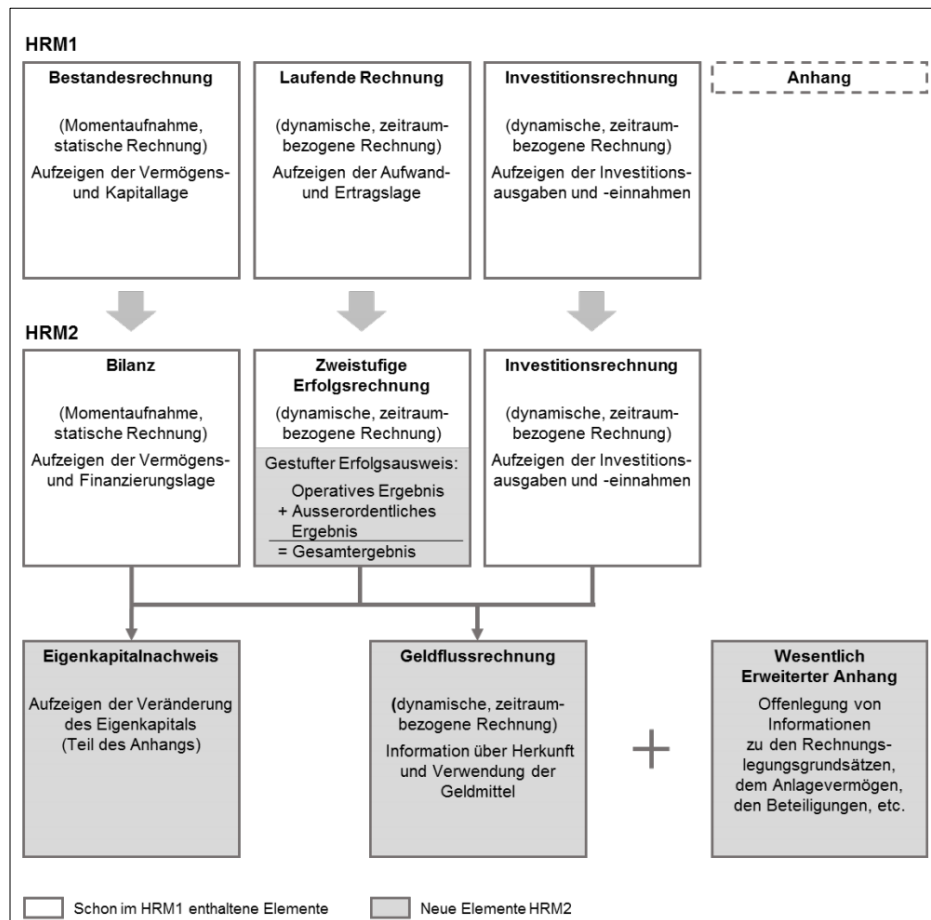 HRM1
Bestandesrechnung
(Momentaufnahme,
statische Rechnung)
Aufzeigen der Vermögens-
und Kapitallage
Laufende Rechnung
(dynamische, zeitraum-
bezogene Rechnung)
Aufzeigen der Aufwand-
und Ertragslage
Investitionsrechnung
(dynamische, zeitraum-
bezogene Rechnung)
Aufzeigen der Investitions-
ausgaben und -einnahmen
Anhang
HRM2
Bilanz
(Momentaufnahme,
statische Rechnung)
Aufzeigen der Vermögens-
und Finanzierungslage
Zweistufige
Erfolgsrechnung
(dynamische, zeitraum-
bezogene Rechnung)
Gestufter Erfolgsausweis:
Operatives Ergebnis
+ Ausserordentliches
Ergebnis
= Gesamtergebnis
Investitionsrechnung
(dynamische, zeitraum-
bezogene Rechnung)
Aufzeigen der Investitions-
ausgaben und -einnahmen
Eigenkapitalnachweis
Aufzeigen der Veränderung
des Eigenkapitals
(Teil des Anhangs)
Geldflussrechnung
(dynamische, zeitraum-
bezogene Rechnung)
Information über Herkunft
und Verwendung der
Geldmittel
+
Wesentlich
Erweiterter Anhang
Offenlegung von
Informationen
zu den Rechnungs-
legungsgrundsätzen,
dem Anlagevermögen,
den Beteiligungen, etc.
Schon im HRM1 enthaltene Elemente
Neue Elemente HRM2